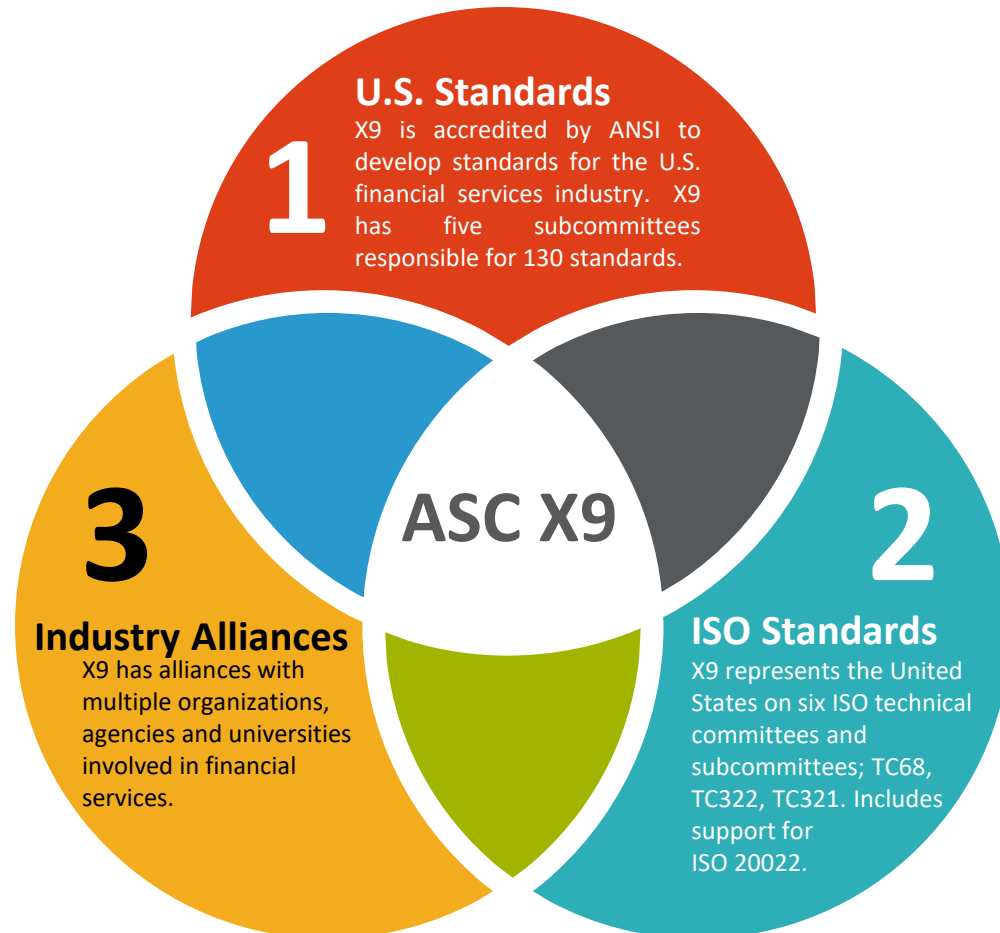 U.S. Standards
1
X9 is accredited by ANSI to
develop standards for the U.S.
financial services industry. X9
has five subcommittees
responsible for 130 standards.
ASC X9
2
ISO Standards
X9 represents the United
States on six ISO technical
committees and
subcommittees; TC68,
TC322, TC321. Includes
support for
ISO 20022.
3
Industry Alliances
X9 has alliances with
multiple organizations,
agencies and universities
involved in financial
services.